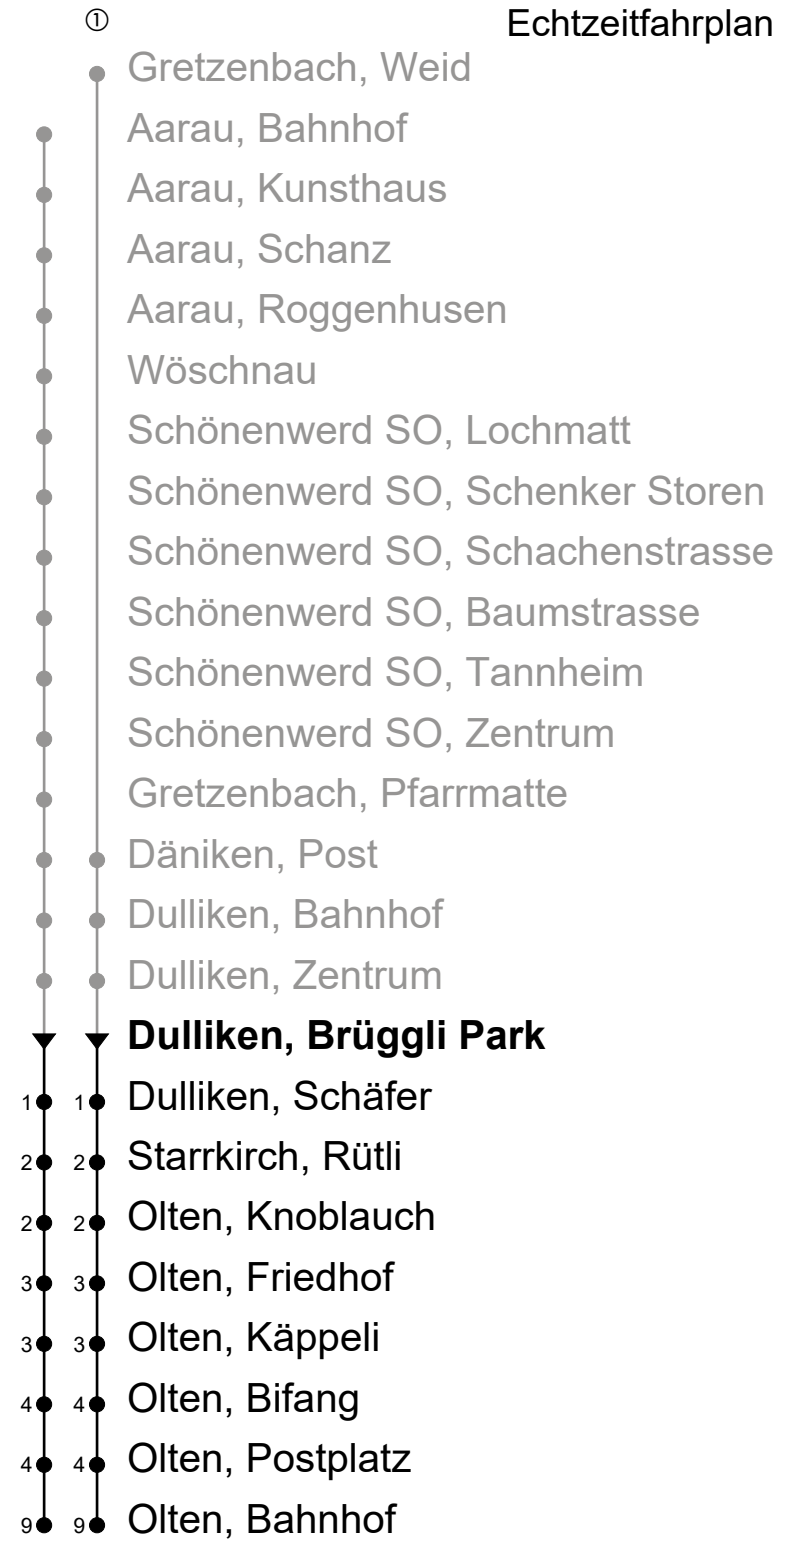 ① Echtzeitfahrplan
Gretzenbach, Weid
Aarau, Bahnhof
Aarau, Kunsthaus
Aarau, Schanz
Aarau, Roggenhusen
Wöschnau
Schönenwerd SO, Lochmatt
Schönenwerd SO, Schenker Storen
Schönenwerd SO, Schachenstrasse
Schönenwerd SO, Baumstrasse
Schönenwerd SO, Tannheim
Schönenwerd SO, Zentrum
Gretzenbach, Pfarrmatte
Däniken, Post
Dulliken, Bahnhof
Dulliken, Zentrum
Dulliken, Brüggli Park
1 1 Dulliken, Schäfer
2 2 Starrkirch, Rütli
2 2 Olten, Knoblauch
3 3 Olten, Friedhof
3 3 Olten, Käppeli
4 4 Olten, Bifang
4 4 Olten, Postplatz
9 9 Olten, Bahnhof